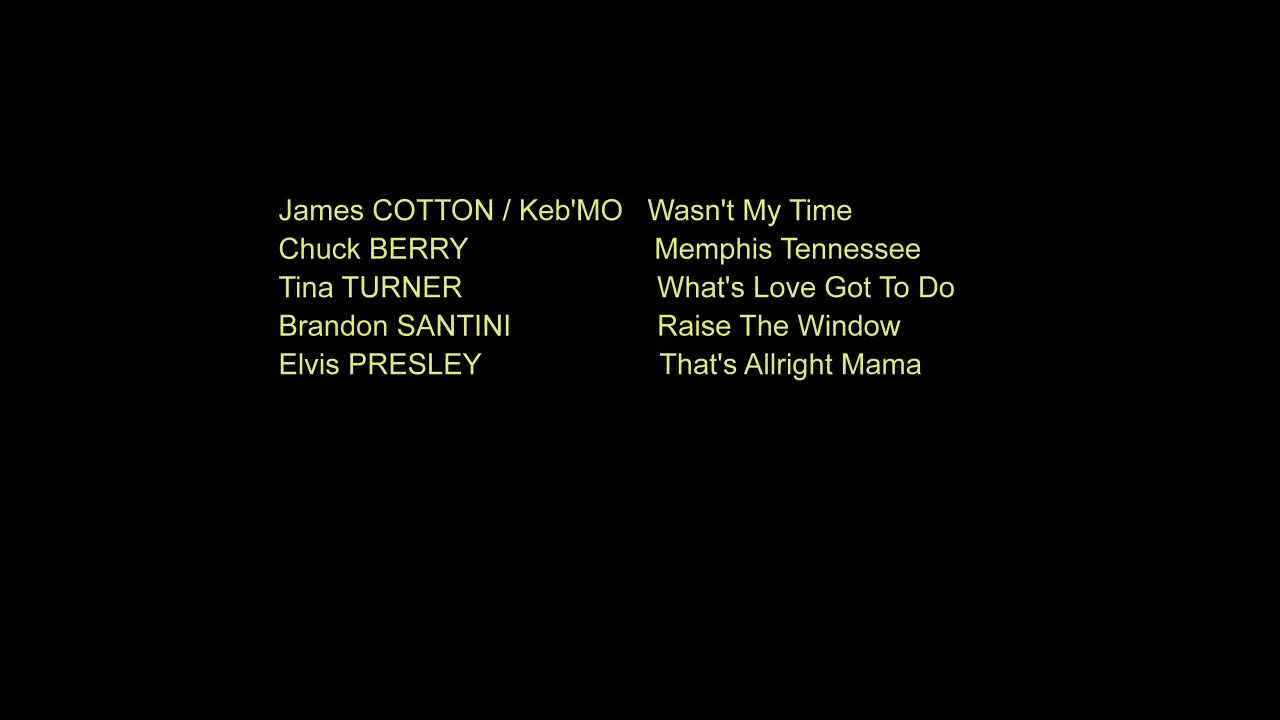 James COTTON / Keb'MO Wasn't My Time
Chuck BERRY Memphis Tennessee
Tina TURNER What's Love Got To Do
Brandon SANTINI Raise The Window
Elvis PRESLEY That's Allright Mama